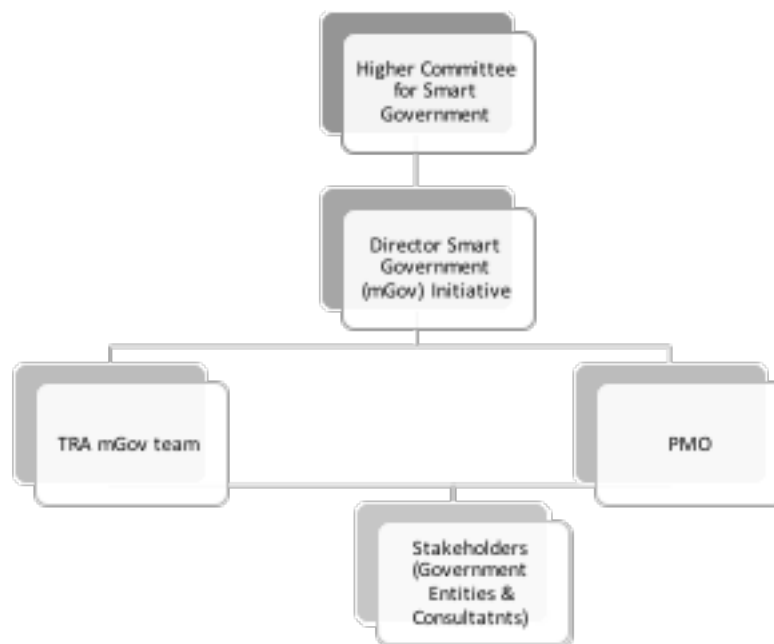 Higher Committee
for Smart
Government
Director Smart
Government
(mGov) Initiative
TRA mGov team
PMO
Stakeholders
(Government
Entities &
Consultatnts)